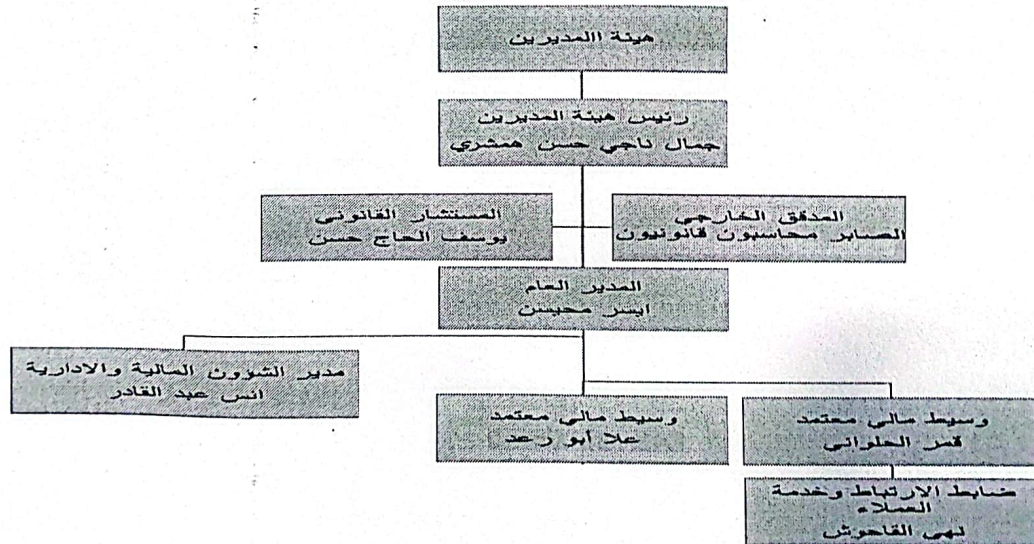 هيئة المديرين
رئيس هيئة المديرين
جمال ناجي حسن همشري
المدقق الخارجي
الصابر محاسبون قانونيون
المستشار القانوني
يوسف الحاج حسن
المدير العام
ايسر محيسن
مدير الشؤون المالية والادارية
انس عبد القادر
وسيط مالي معتمد
قمر الحلواني
وسيط مالي معتمد
علا أبو رعد
ضابط الارتباط وخدمة
العملاء
نهى القاحوش